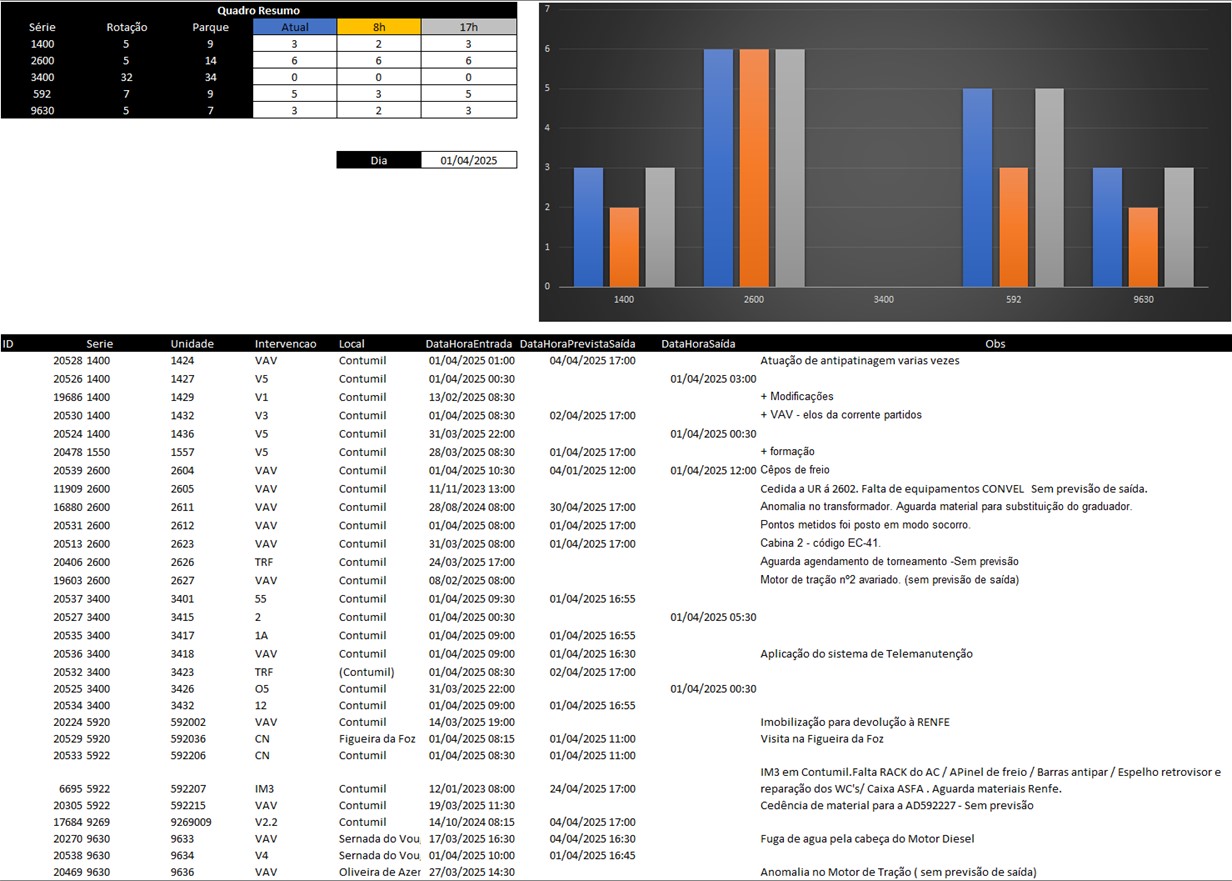 Quadro Resumo
Série Rotação Parque Atual 8h 17h
1400 5 9 3 2 3
2600 5 14 6 6 6
3400 32 34 0 0 0
592 7 9 5 3 5
9630 5 7 3 2 3
Dia 01/04/2025
7
6
5
4
3
2
1
0
1400 2600 3400 592 9630
ID Serie Unidade Intervencao Local DataHoraEntrada DataHoraPrevistaSaída DataHoraSaída Obs
20528 1400 1424 VAV Contumil 01/04/2025 01:00 04/04/2025 17:00 Atuação de antipatinagem varias vezes
20526 1400 1427 V5 Contumil 01/04/2025 00:30 01/04/2025 03:00
19686 1400 1429 V1 Contumil 13/02/2025 08:30 + Modificações
20530 1400 1432 V3 Contumil 01/04/2025 08:30 02/04/2025 17:00 + VAV - elos da corrente partidos
20524 1400 1436 V5 Contumil 31/03/2025 22:00 01/04/2025 00:30
20478 1550 1557 V5 Contumil 28/03/2025 08:30 01/04/2025 17:00 + formação
20539 2600 2604 VAV Contumil 01/04/2025 10:30 04/01/2025 12:00 01/04/2025 12:00 Cêpos de freio
11909 2600 2605 VAV Contumil 11/11/2023 13:00 Cedida a UR á 2602. Falta de equipamentos CONVEL Sem previsão de saída.
16880 2600 2611 VAV Contumil 28/08/2024 08:00 30/04/2025 17:00 Anomalia no transformador. Aguarda material para substituição do graduador.
20531 2600 2612 VAV Contumil 01/04/2025 08:00 01/04/2025 17:00 Pontos metidos foi posto em modo socorro.
20513 2600 2623 VAV Contumil 31/03/2025 08:00 01/04/2025 17:00 Cabina 2 - código EC-41.
20406 2600 2626 TRF Contumil 24/03/2025 17:00 Aguarda agendamento de torneamento -Sem previsão
19603 2600 2627 VAV Contumil 08/02/2025 08:00 Motor de tração nº2 avariado. (sem previsão de saída)
20537 3400 3401 55 Contumil 01/04/2025 09:30 01/04/2025 16:55
20527 3400 3415 2 Contumil 01/04/2025 00:30 01/04/2025 05:30
20535 3400 3417 1A Contumil 01/04/2025 09:00 01/04/2025 16:55
20536 3400 3418 VAV Contumil 01/04/2025 09:00 01/04/2025 16:30 Aplicação do sistema de Telemanutenção
20532 3400 3423 TRF (Contumil) 01/04/2025 08:30 02/04/2025 17:00
20525 3400 3426 O5 Contumil 31/03/2025 22:00 01/04/2025 00:30
20534 3400 3432 12 Contumil 01/04/2025 09:00 01/04/2025 16:55
20224 5920 592002 VAV Contumil 14/03/2025 19:00 Imobilização para devolução à RENFE
20529 5920 592036 CN Figueira da Foz 01/04/2025 08:15 01/04/2025 11:00 Visita na Figueira da Foz
20533 5922 592206 CN Contumil 01/04/2025 08:30 01/04/2025 11:00
IM3 em Contumil.Falta RACK do AC / APinel de freio / Barras antipar / Espelho retrovisor e
6695 5922 592207 IM3 Contumil 12/01/2023 08:00 24/04/2025 17:00 reparação dos WC's/ Caixa ASFA . Aguarda materiais Renfe.
20305 5922 592215 VAV Contumil 19/03/2025 11:30 Cedência de material para a AD592227 - Sem previsão
17684 9269 9269009 V2.2 Contumil 14/10/2024 08:15 04/04/2025 17:00
20270 9630 9633 VAV Sernada do Vou 17/03/2025 16:30 04/04/2025 16:30 Fuga de agua pela cabeça do Motor Diesel
20538 9630 9634 V4 Sernada do Vou 01/04/2025 10:00 01/04/2025 16:45
20469 9630 9636 VAV Oliveira de Azer 27/03/2025 14:30 Anomalia no Motor de Tração ( sem previsão de saída)